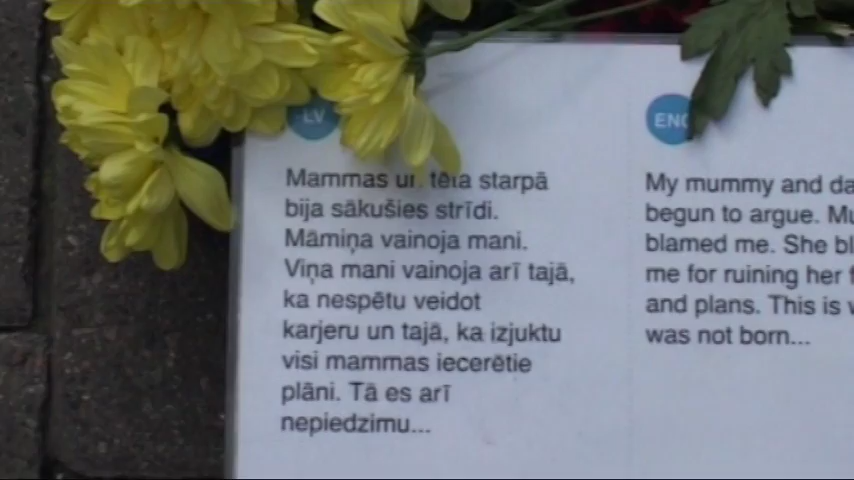 LV
Mammas un tēta starpā
bija sākušies strīdi.
Māmiņa vainoja mani.
Viņa mani vainoja arī tajā,
ka nespētu veidot
karjeru un tajā, ka izjuktu
visi mammas iecerētie
plāni. Tā es arī
nepiedzimu...
ENG
My mummy and
begun to argue.
blamed me. She
me for ruining her
and plans. This is
was not born...